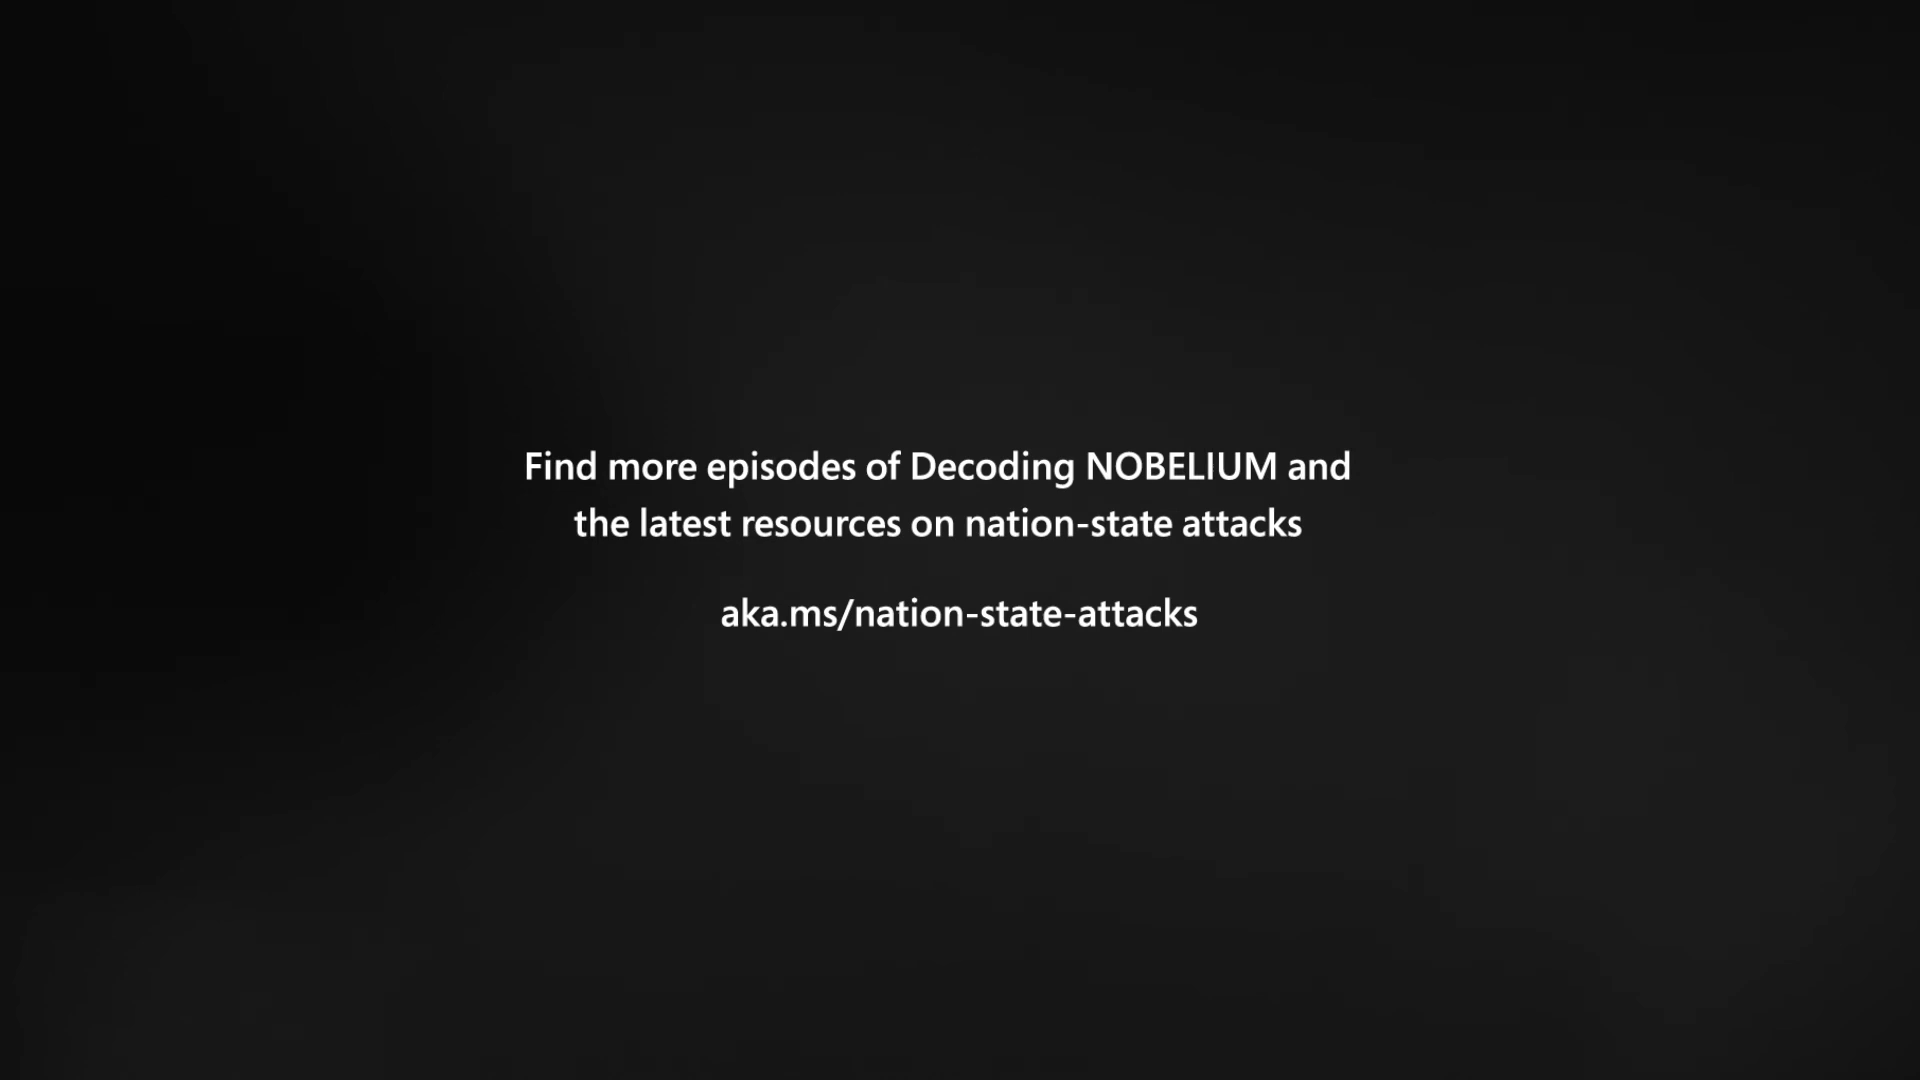 Find more episodes of Decoding NOBELIUM and
the latest resources on nation-state attacks
aka.ms/nation-state-attacks